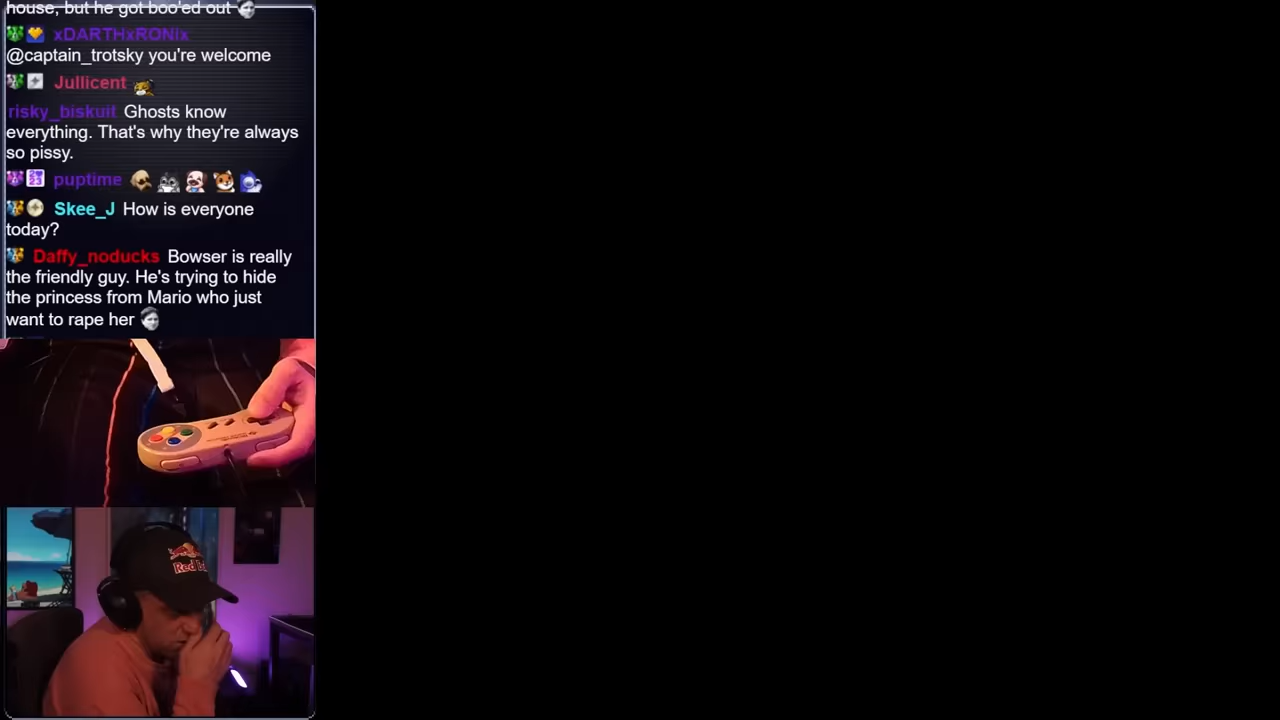 house, but he got boo'ed out
xDARTHxRONIx
@captain_trotsky you're welcome
Jullicent
risky_biskuit Ghosts know
everything. That's why they're always
so pissy.
puptime
Skee_J How is everyone
today?
Daffy_noducks Bowser is really
the friendly guy. He's trying to hide
the princess from Mario who just
want to rape her
Red Bull